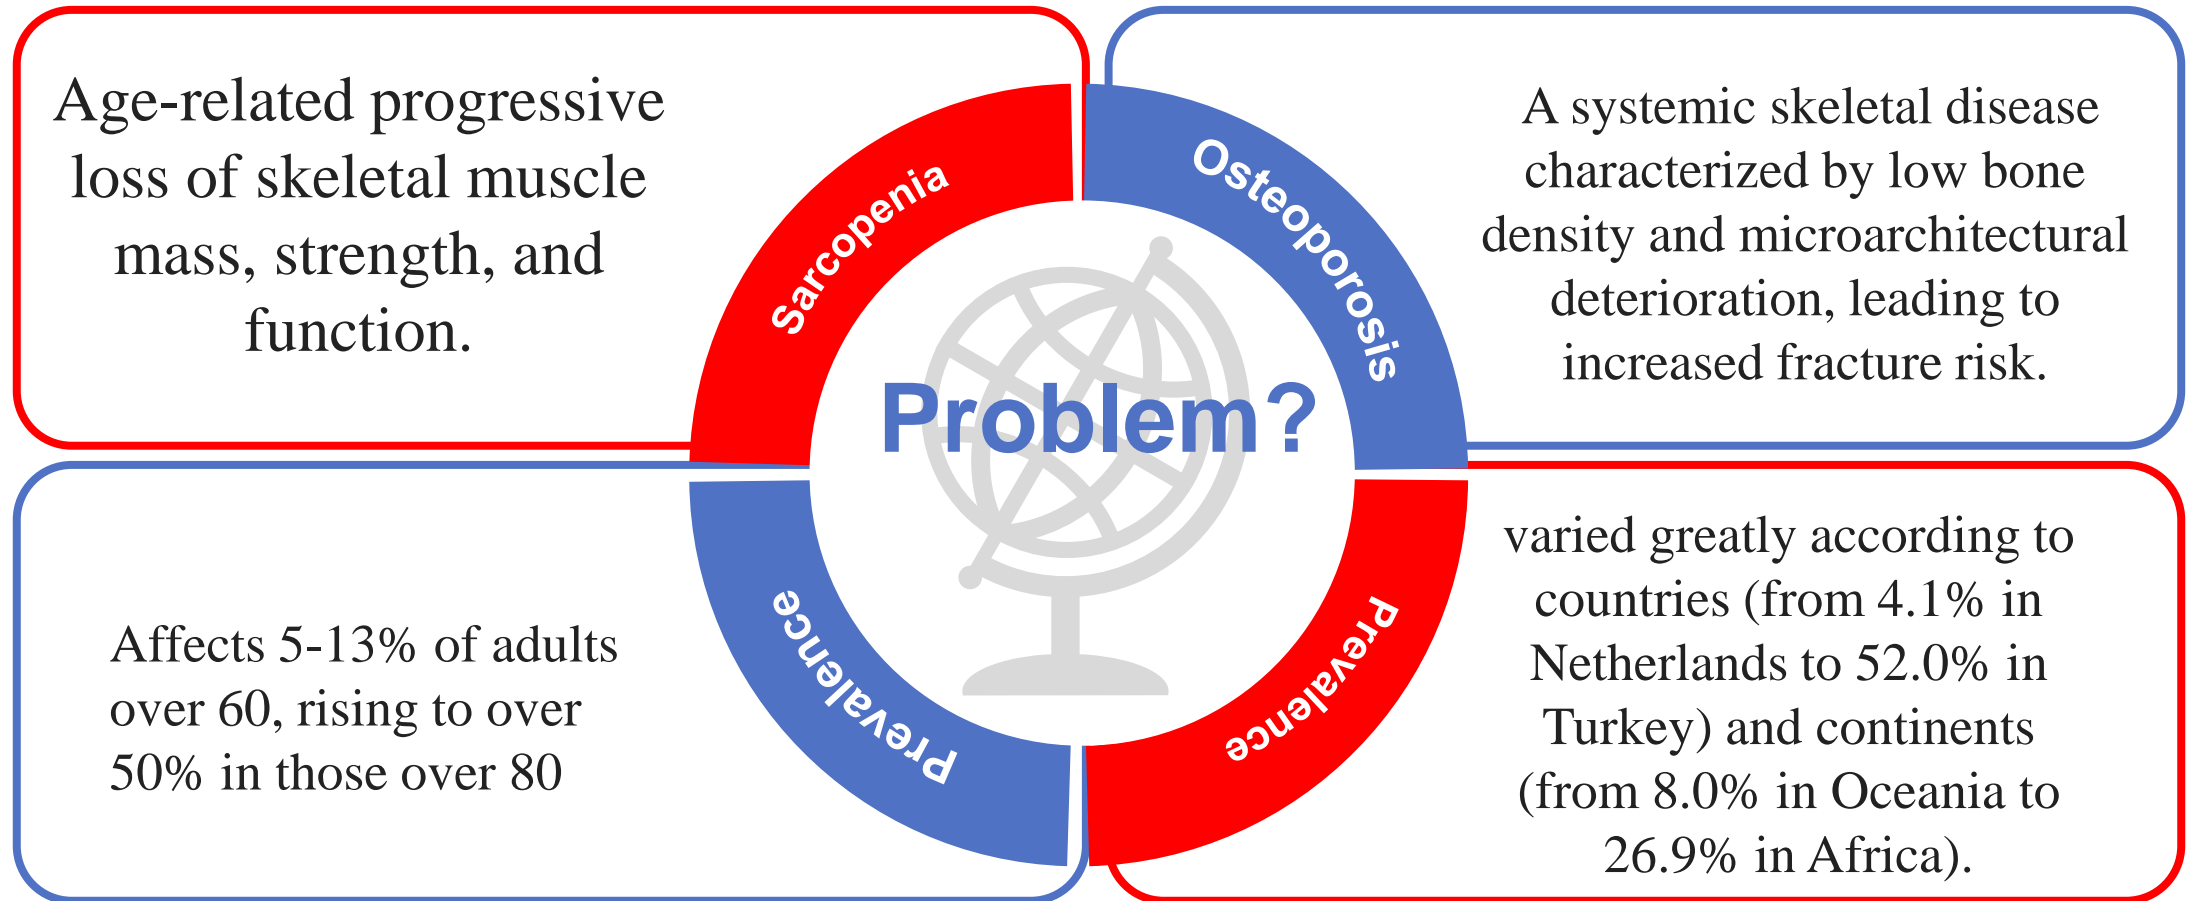 Age-related progressive
loss of skeletal muscle
mass, strength, and
function.
Sarcopenia
Osteoporosis
A systemic skeletal disease
characterized by low bone
density and microarchitectural
deterioration, leading to
increased fracture risk.
Problem?
Affects 5-13% of adults
over 60, rising to over
50% in those over 80
Prevalence
Prevalence
varied greatly according to
countries (from 4.1% in
Netherlands to 52.0% in
Turkey) and continents
(from 8.0% in Oceania to
26.9% in Africa).